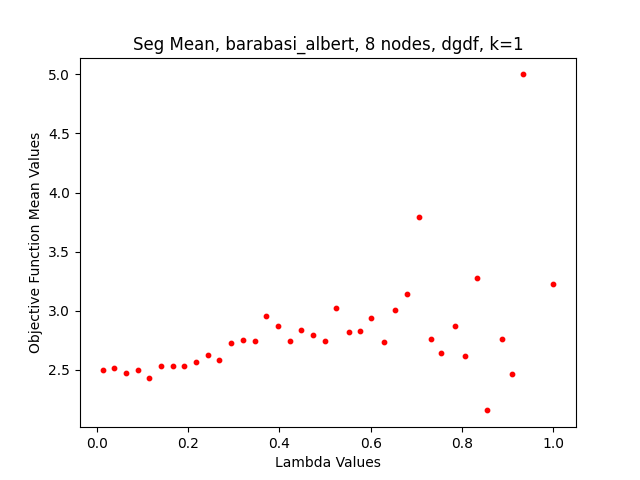 Seg Mean, barabasi_albert, 8 nodes, dgdf, k=1
Objective Function Mean Values
5.0
4.5
4.0
3.5
3.0
2.5
0.0 0.2 0.4 0.6 0.8 1.0
Lambda Values